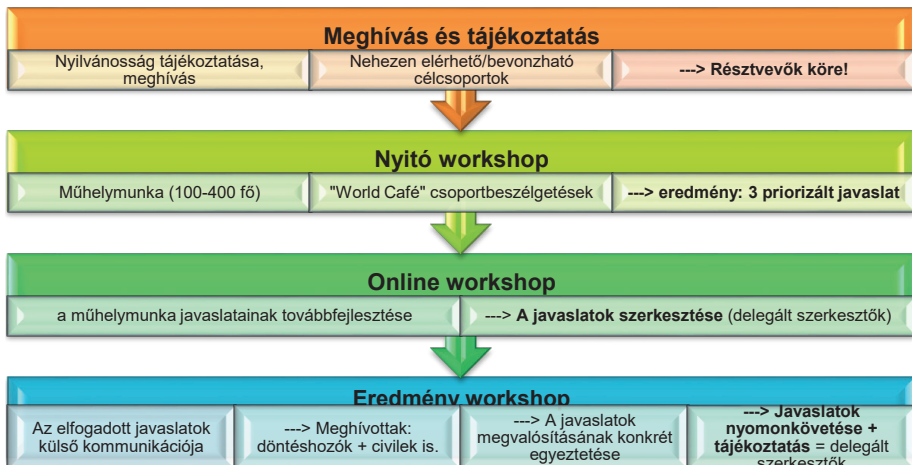 Meghívás és tájékoztatás
Nyilvánosság tájékoztatása,
meghívás
Nehezen elérhető/bevonzható
célcsoportok
---> Résztvevők köre!
Nyitó workshop
Műhelymunka (100-400 fő)
"World Café" csoportbeszélgetések
---> eredmény: 3 priorizált javaslat
Online workshop
a műhelymunka javaslatainak továbbfejlesztése
---> A javaslatok szerkesztése (delegált szerkesztők)
Eredmény workshop
Az elfogadott javaslatok
külső kommunikációja
---> Meghívottak:
döntéshozók + civilek is.
---> A javaslatok
megvalósításának konkrét
egyeztetése
---> Javaslatok
nyomonkövetése +
tájékoztatás = delegált
szerkesztők